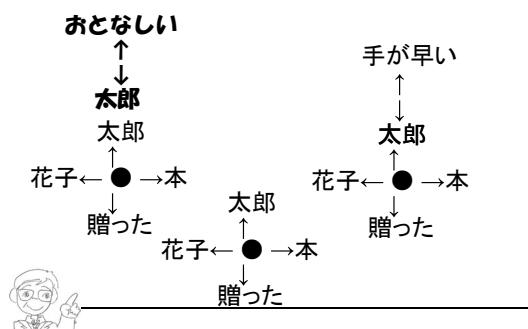 おとなしい
↑
↓
太郎
太郎
↑
花子← ● →本
↓
贈った
太郎
↑
花子← ● →本
↓
贈った
手が早い
↑
↓
太郎
↑
花子← ● →本
↓
贈った